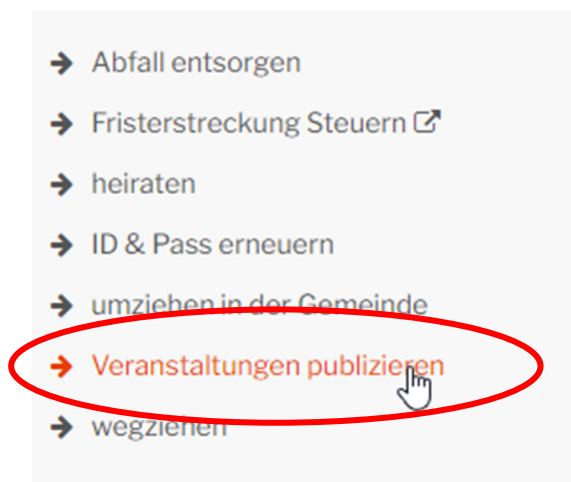 Abfall entsorgen
Fristerstreckung Steuern
heiraten
ID & Pass erneuern
umziehen in der Gemeinde
Veranstaltungen publizieren
wegziehen